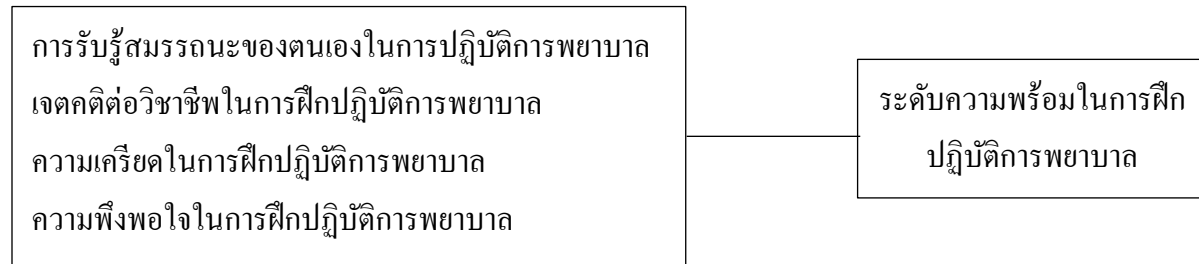 การรับรู้สมรรถนะของตนเองในการปฏิบัติการพยาบาล
เจตคติต่อวิชาชีพในการฝึกปฏิบัติการพยาบาล
ความเครียดในการฝึกปฏิบัติการพยาบาล
ความพึงพอใจในการฝึกปฏิบัติการพยาบาล
ระดับความพร้อมในการฝึก
ปฏิบัติการพยาบาล